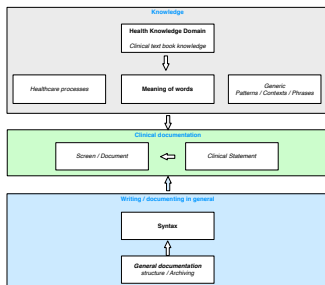 Knowledge
Health Knowledge Domain
Clinical text book knowledge
Healthcare processes
Meaning of words
Generic
Patterns / Contexts / Phrases
Clinical documentation
Screen / Document
Clinical Statement
Writing / documenting in general
Syntax
General documentation
structure / Archiving